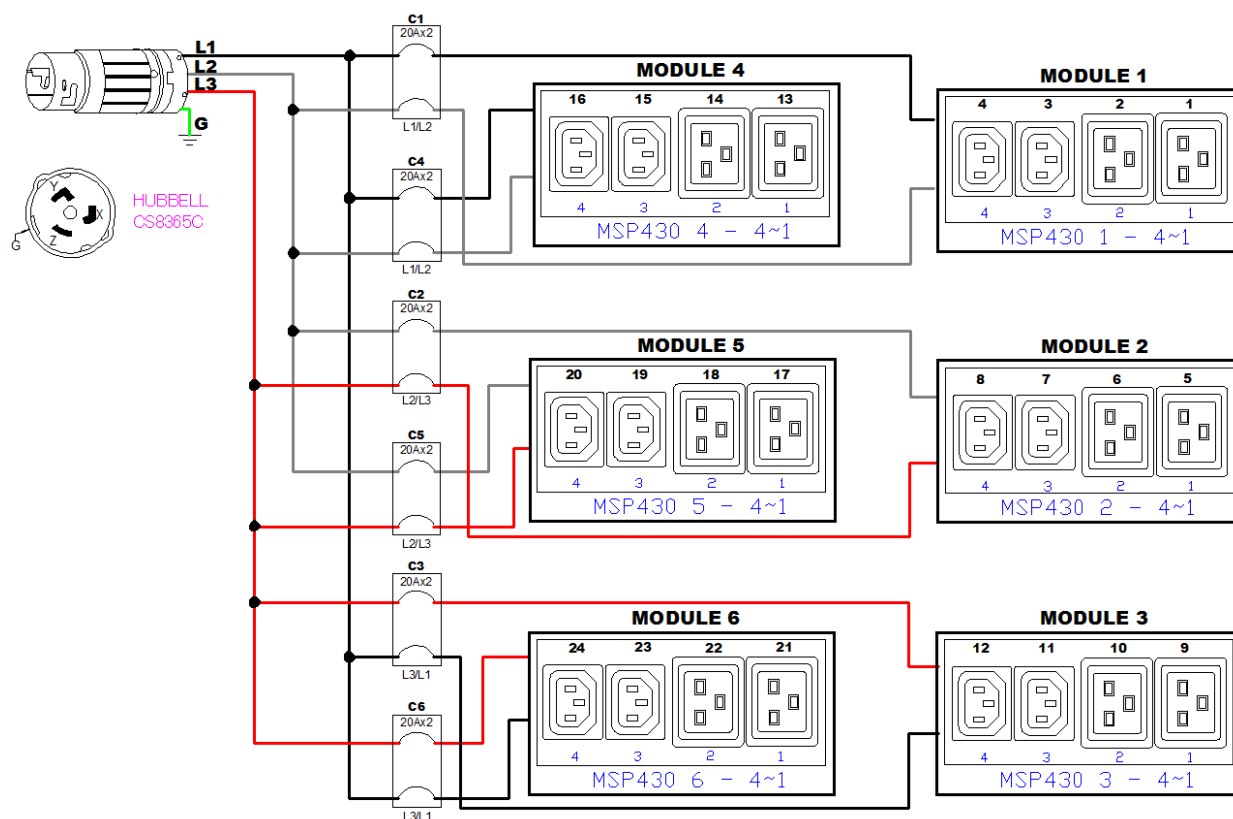 L1
L2
L3
G
HUBBELL
CS8365C
Y
X
Z
G
C1
20Ax2
L1/L2
C4
20Ax2
L1/L2
C2
20Ax2
L2/L3
C5
20Ax2
L2/L3
C3
20Ax2
L3/L1
C6
20Ax2
L3/L1
MODULE 4
16 15 14 13
4 3 2 1
MSP430 4 - 4~1
MODULE 1
4 3 2 1
4 3 2 1
MSP430 1 - 4~1
MODULE 5
20 19 18 17
4 3 2 1
MSP430 5 - 4~1
MODULE 2
8 7 6 5
4 3 2 1
MSP430 2 - 4~1
MODULE 6
24 23 22 21
4 3 2 1
MSP430 6 - 4~1
MODULE 3
12 11 10 9
4 3 2 1
MSP430 3 - 4~1